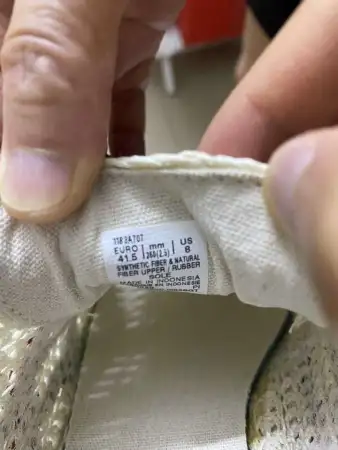 1182A707
EURO mm US
41.5 260(2.5) 8
SYNTHETIC FIBER & NATURAL
FIBER UPPER / RUBBER
SOLE
MADE IN INDONESIA